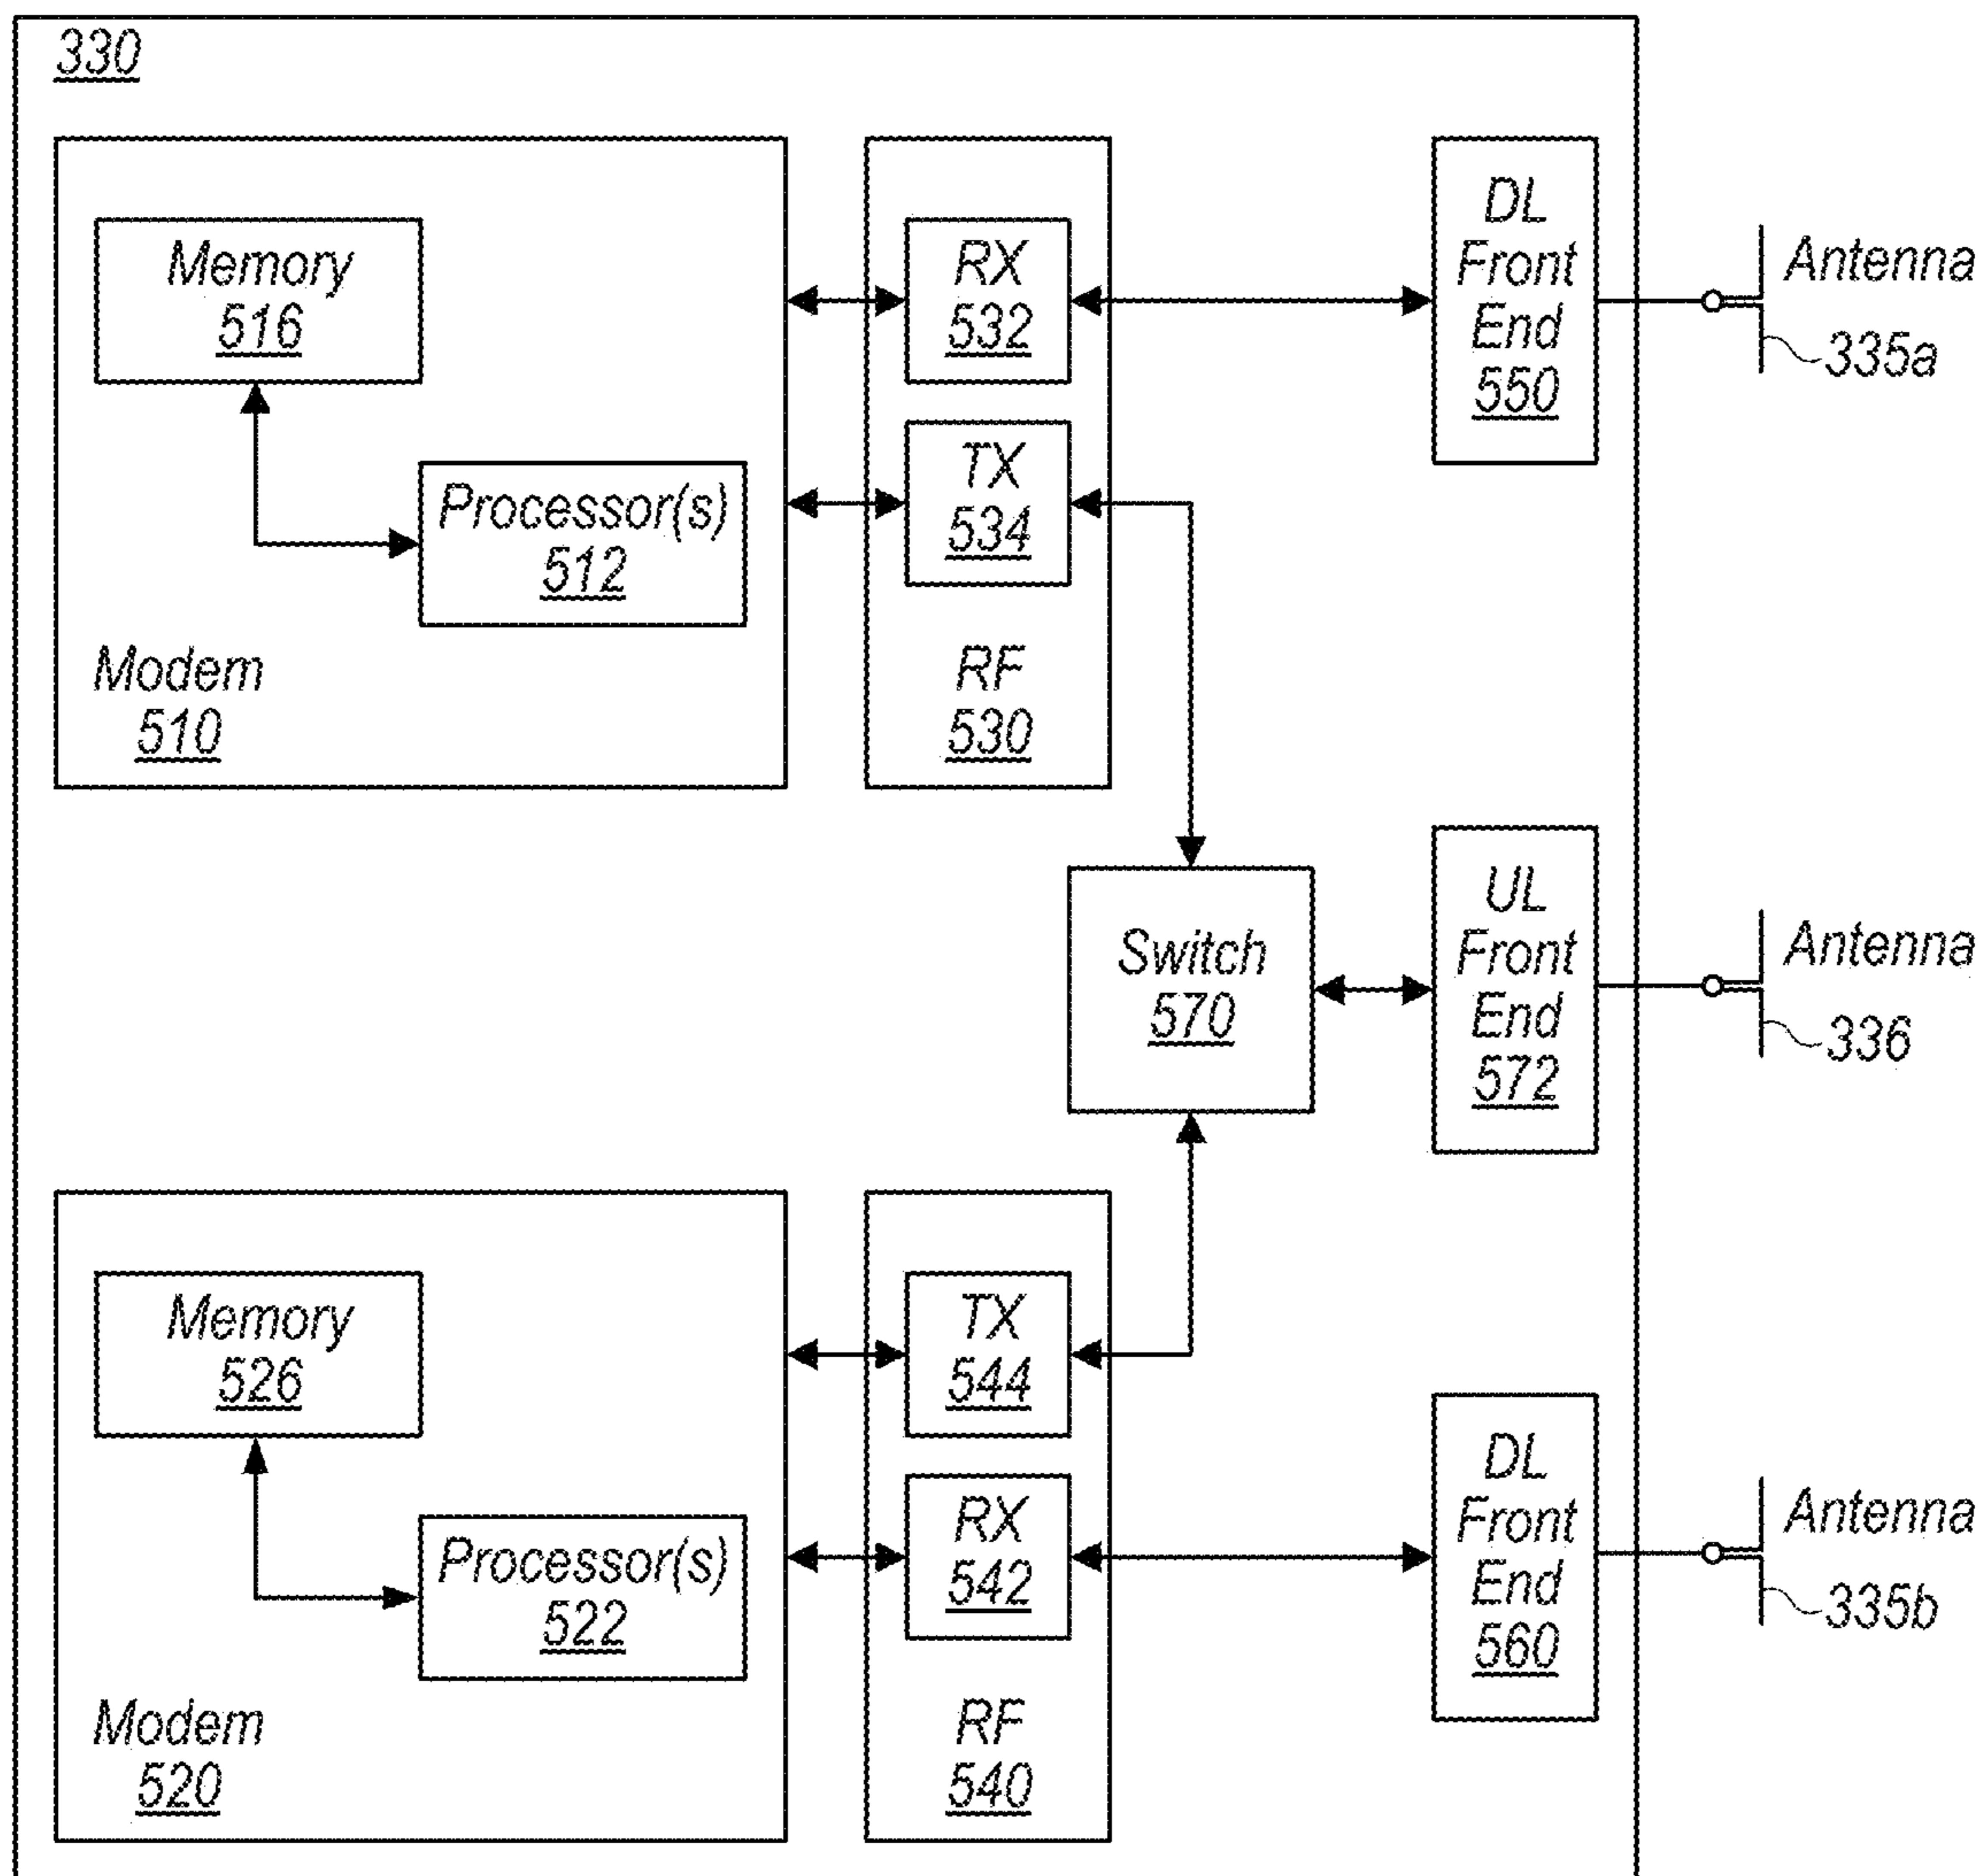 330
Memory
516
Processor(s)
512
Modem
510
RX
532
TX
534
RF
530
DL
Front
End
550
Antenna
335a
Switch
570
UL
Front
End
572
Antenna
336
Memory
526
Processor(s)
522
Modem
520
TX
544
RX
542
RF
540
DL
Front
End
560
Antenna
335b